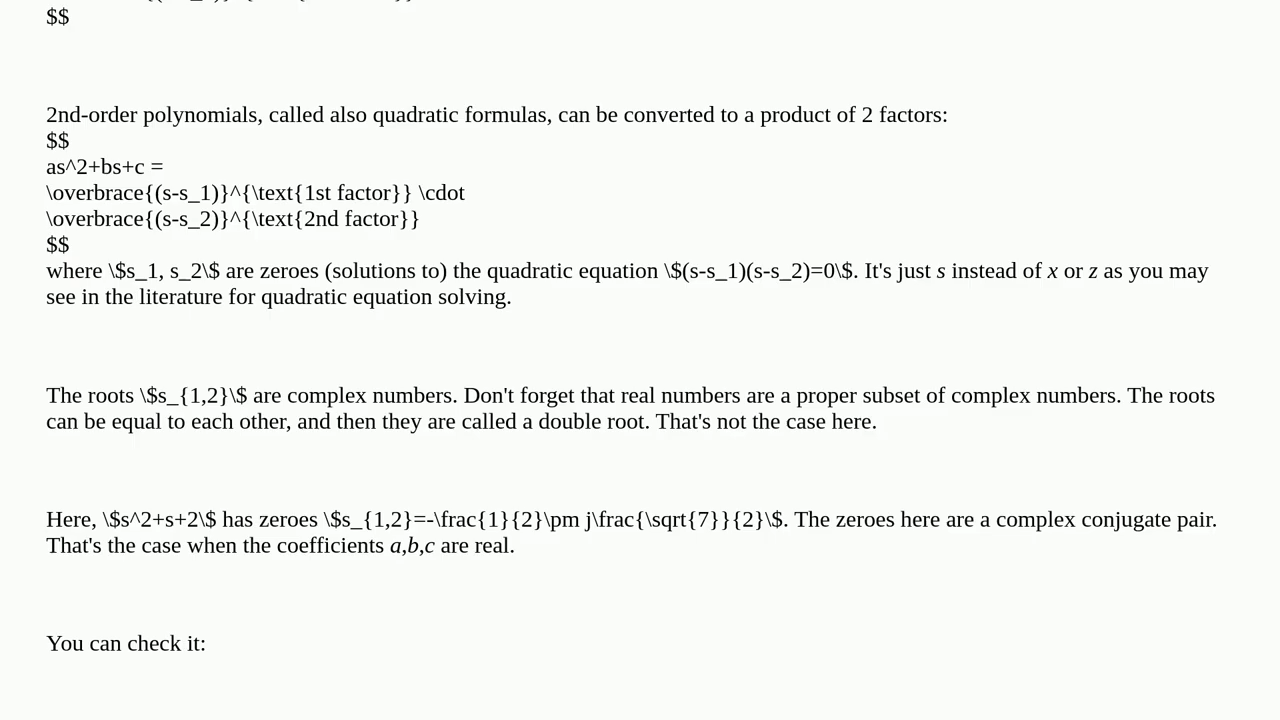 $$
2nd-order polynomials, called also quadratic formulas, can be converted to a product of 2 factors:
$$
as^2+bs+c =
\overbrace{(s-s_1)}^{\text{1st factor}} \cdot
\overbrace{(s-s_2)}^{\text{2nd factor}}
$$
where \$s_1, s_2\$ are zeroes (solutions to) the quadratic equation \$(s-s_1)(s-s_2)=0\$. It's just s instead of x or z as you may
see in the literature for quadratic equation solving.
The roots \$s_{1,2}\$ are complex numbers. Don't forget that real numbers are a proper subset of complex numbers. The roots
can be equal to each other, and then they are called a double root. That's not the case here.
Here, \$s^2+s+2\$ has zeroes \$s_{1,2}=-\frac{1}{2}\pm j\frac{\sqrt{7}}{2}\$. The zeroes here are a complex conjugate pair.
That's the case when the coefficients a,b,c are real.
You can check it: